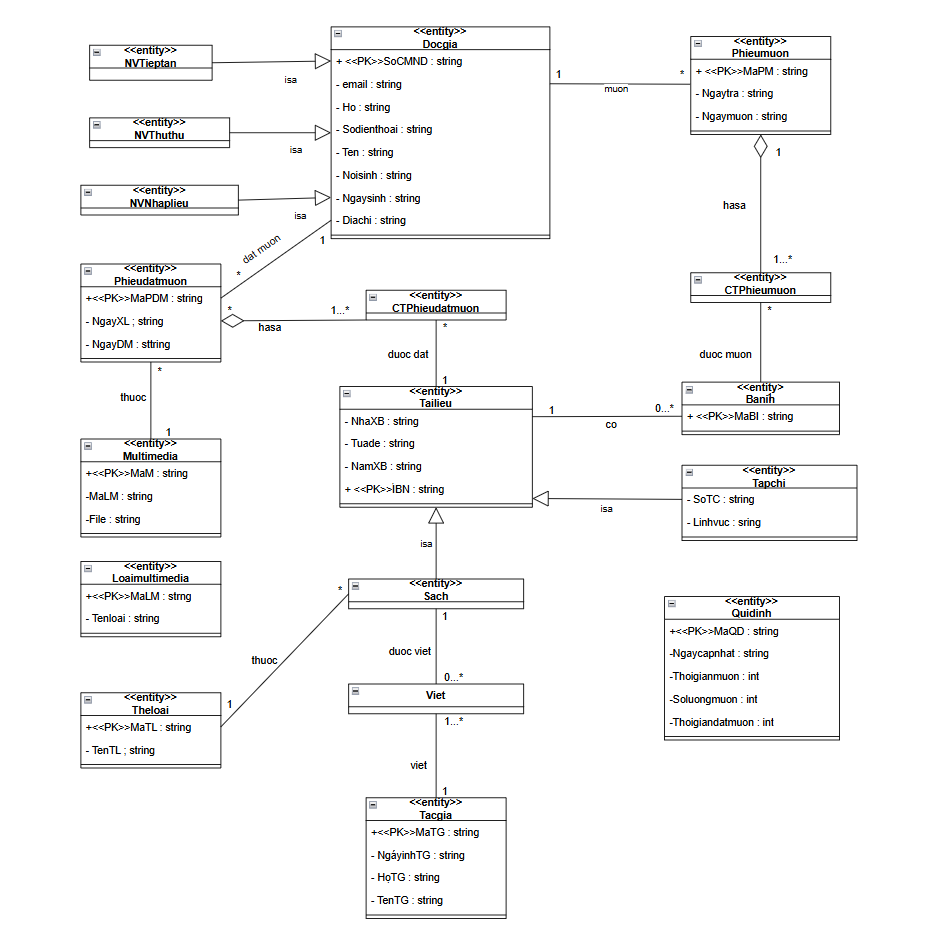 <<entity>>
NVTieptan
isa
<<entity>>
NVThuthu
isa
<<entity>>
NVNhaplieu
isa
<<entity>>
Docgia
+ <<PK>>SoCMND : string
- email : string
- Ho : string
- Sodienthoai : string
- Ten : string
- Noisinh : string
- Ngaysinh : string
- Diachi : string
1
muon
*
<<entity>>
Phieumuon
+ <<PK>>MaPM : string
- Ngaytra : string
- Ngaymuon : string
1
hasa
1...*
<<entity>>
CTPhieumuon
*
duoc muon
1
dat muon
*
<<entity>>
Phieudatmuon
+<<PK>>MaPDM : string
- NgayXL ; string
- NgayDM : sttring
*
hasa
1...*
<<entity>>
CTPhieudatmuon
*
duoc dat
1
*
thuoc
1
<<entity>>
Multimedia
+<<PK>>MaM : string
-MaLM : string
-File : string
<<entity>>
Tailieu
- NhaXB : string
- Tuade : string
- NamXB : string
+ <<PK>>ÌBN : string
1
co
0...*
<<entity>
Banih
+ <<PK>>MaBI : string
<<entity>>
Tapchi
- SoTC : string
- Linhvuc : sring
isa
isa
<<entity>>
Loaimultimedia
+<<PK>>MaLM : strng
- Tenloai : string
<<entity>>
Sach
*
thuoc
1
1
duoc viet
0...*
<<entity>>
Quidinh
+<<PK>>MaQD : string
-Ngaycapnhat : string
-Thoigianmuon : int
-Soluongmuon : int
-Thoigiandatmuon : int
<<entity>>
Theloai
+<<PK>>MaTL : string
- TenTL ; string
Viet
1...*
viet
1
<<entity>>
Tacgia
+<<PK>>MaTG : string
- NgáyinhTG : string
- HọTG : string
- TenTG : string